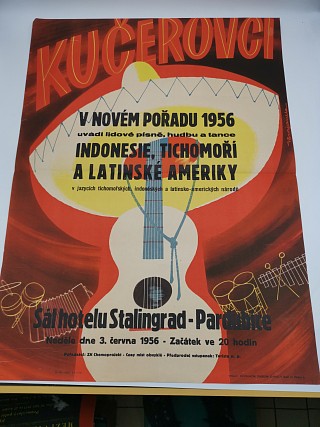 KUČEROVCI
V NOVÉM POŘADU 1956
uvádí lidové písně, hudbu a tance
INDONESIE, TICHOMOŘÍ
A LATINSKÉ AMERIKY
v jazycích tichomořských, indonéských a latinsko-amerických národů
Sál hotelu Stalingrad - Pardubice
Neděle dne 3. června 1956 - Začátek ve 20 hodin